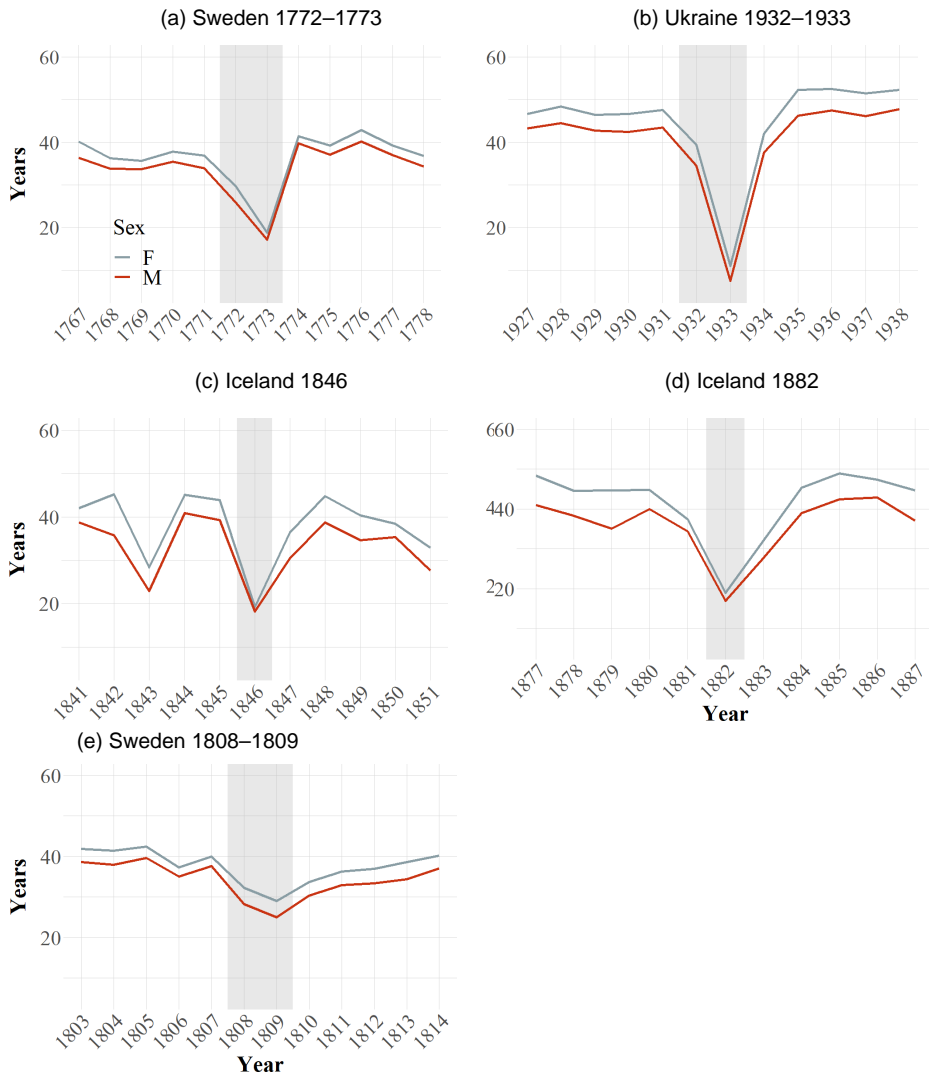 (a) Sweden 1772–1773
60
40
20
Years
Sex
F
M
1767 1768 1769 1770 1771 1772 1773 1774 1775 1776 1777 1778
(b) Ukraine 1932–1933
60
40
20
1927 1928 1929 1930 1931 1932 1933 1934 1935 1936 1937 1938
(c) Iceland 1846
60
40
20
Years
1841 1842 1843 1844 1845 1846 1847 1848 1849 1850 1851
(d) Iceland 1882
660
440
220
1877 1878 1879 1880 1881 1882 1883 1884 1885 1886 1887
Year
(e) Sweden 1808–1809
60
40
20
Years
1803 1804 1805 1806 1807 1808 1809 1810 1811 1812 1813 1814
Year